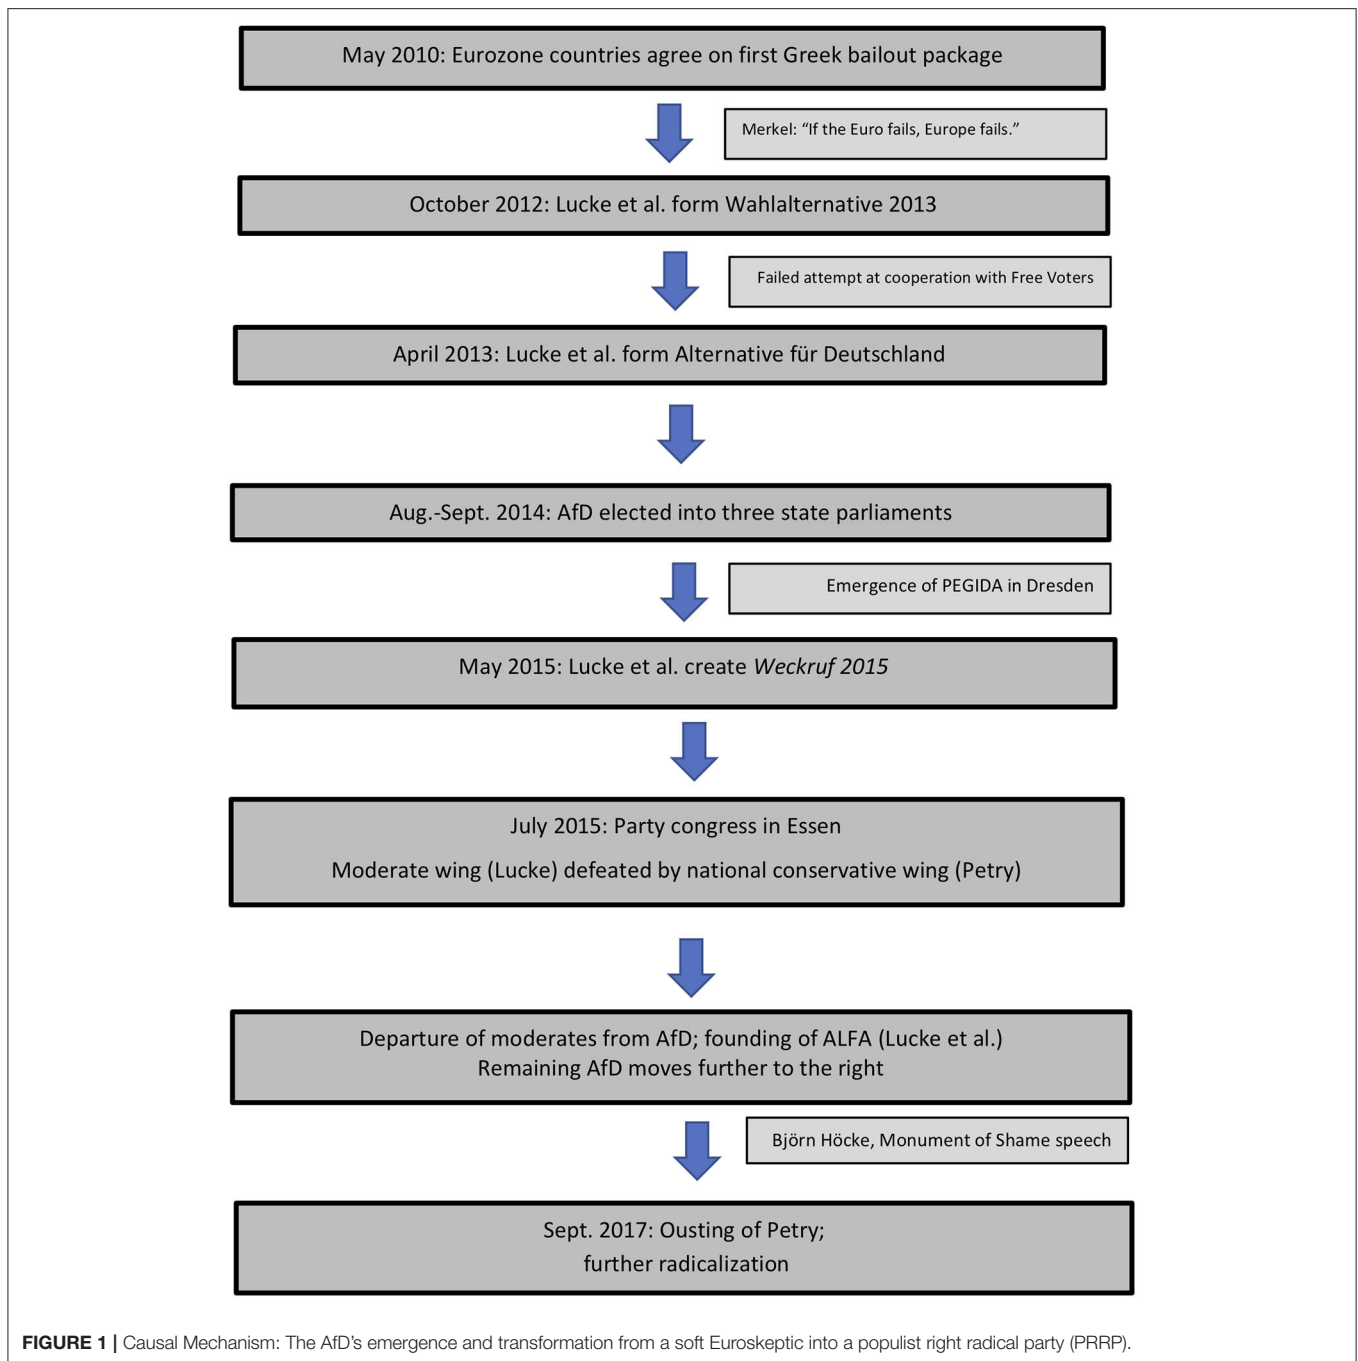 May 2010: Eurozone countries agree on first Greek bailout package
Merkel: “If the Euro fails, Europe fails.”
October 2012: Lucke et al. form Wahlalternative 2013
Failed attempt at cooperation with Free Voters
April 2013: Lucke et al. form Alternative für Deutschland
Aug.-Sept. 2014: AfD elected into three state parliaments
Emergence of PEGIDA in Dresden
May 2015: Lucke et al. create Weckruf 2015
July 2015: Party congress in Essen
Moderate wing (Lucke) defeated by national conservative wing (Petry)
Departure of moderates from AfD; founding of ALFA (Lucke et al.)
Remaining AfD moves further to the right
Björn Höcke, Monument of Shame speech
Sept. 2017: Ousting of Petry;
further radicalization
FIGURE 1 | Causal Mechanism: The AfD’s emergence and transformation from a soft Euroskeptic into a populist right radical party (PRRP).